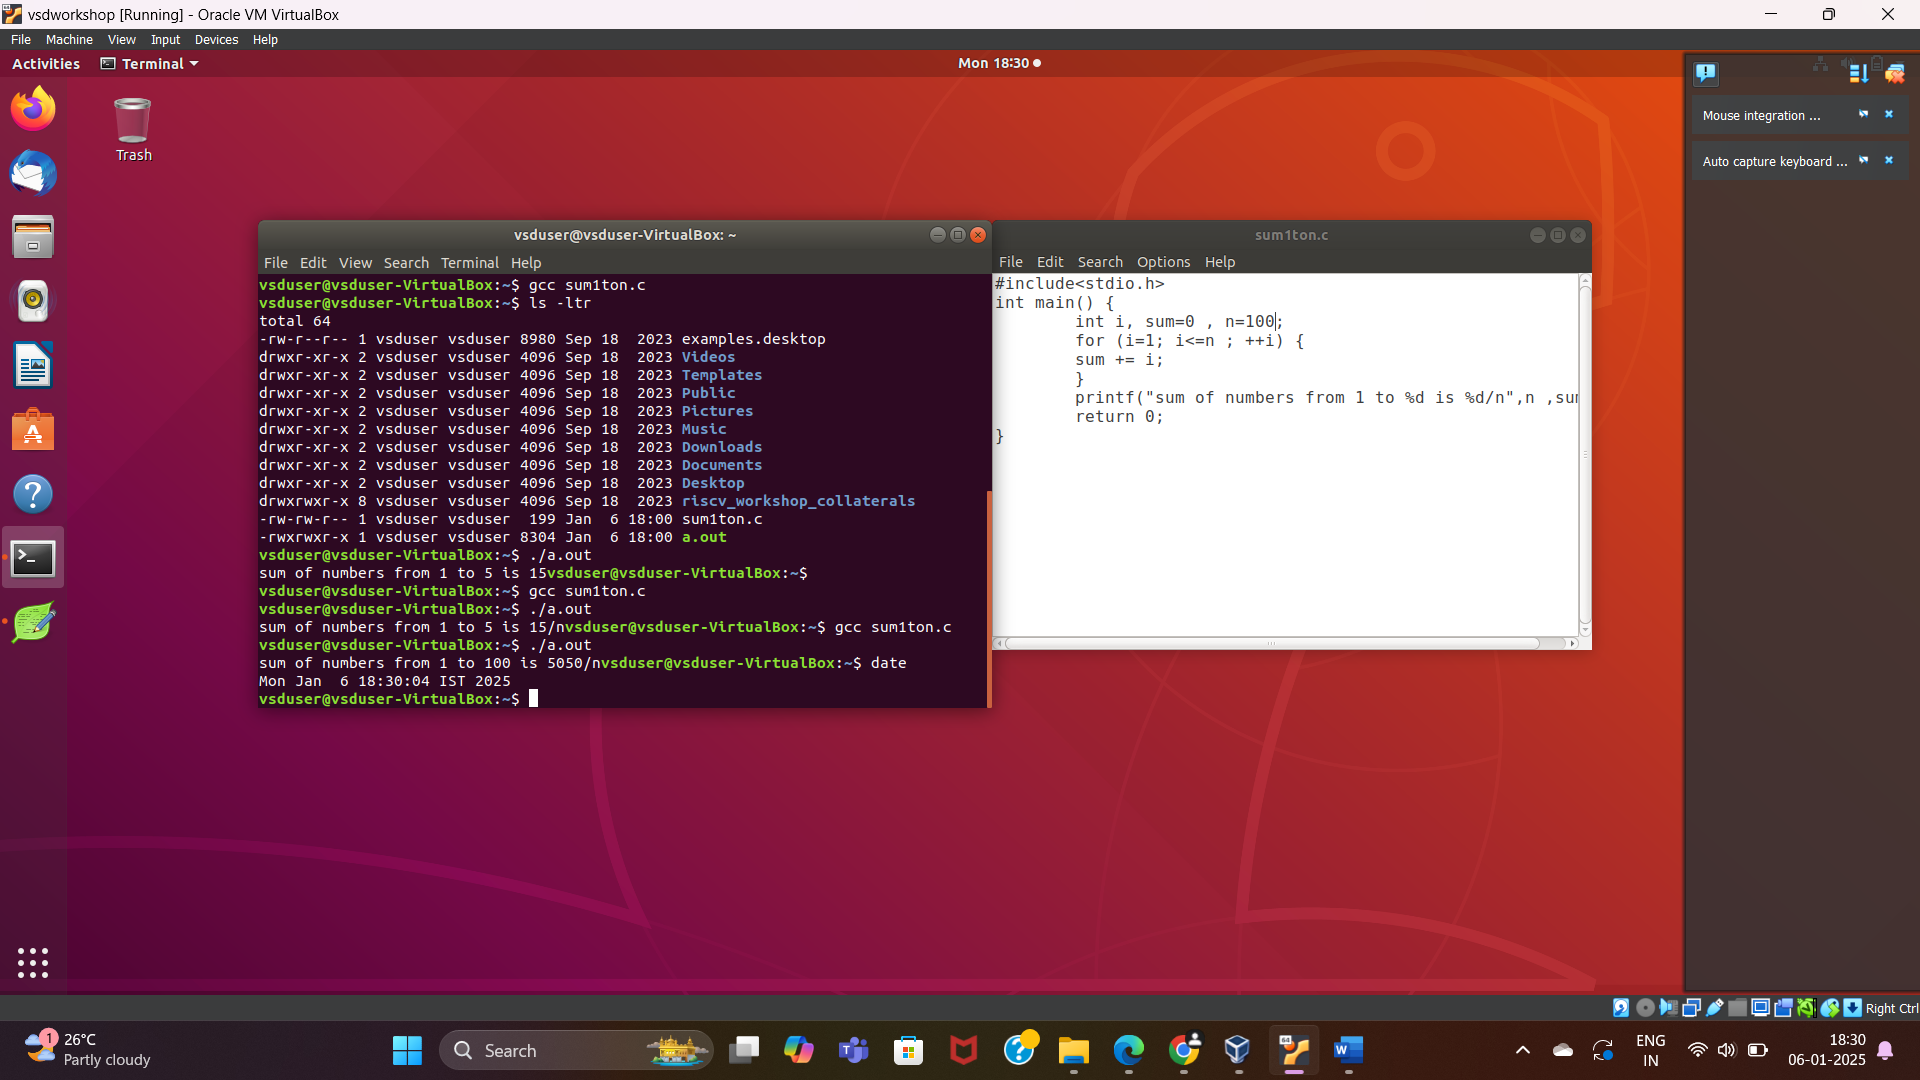 vsdworkshop [Running] - Oracle VM VirtualBox
File Machine View Input Devices Help
Activities Terminal Mon 18:30
Trash
Mouse integration ...
Auto capture keyboard ...
vsduser@vsduser-VirtualBox: ~
File Edit View Search Terminal Help
vsduser@vsduser-VirtualBox:~$ gcc sum1ton.c
vsduser@vsduser-VirtualBox:~$ ls -ltr
total 64
-rw-r--r-- 1 vsduser vsduser 8980 Sep 18  2023 examples.desktop
drwxr-xr-x 2 vsduser vsduser 4096 Sep 18  2023 Videos
drwxr-xr-x 2 vsduser vsduser 4096 Sep 18  2023 Templates
drwxr-xr-x 2 vsduser vsduser 4096 Sep 18  2023 Public
drwxr-xr-x 2 vsduser vsduser 4096 Sep 18  2023 Pictures
drwxr-xr-x 2 vsduser vsduser 4096 Sep 18  2023 Music
drwxr-xr-x 2 vsduser vsduser 4096 Sep 18  2023 Downloads
drwxr-xr-x 2 vsduser vsduser 4096 Sep 18  2023 Documents
drwxr-xr-x 2 vsduser vsduser 4096 Sep 18  2023 Desktop
drwxrwxr-x 8 vsduser vsduser 4096 Sep 18  2023 riscv_workshop_collaterals
-rw-rw-r-- 1 vsduser vsduser  199 Jan  6 18:00 sum1ton.c
-rwxrwxr-x 1 vsduser vsduser 8304 Jan  6 18:00 a.out
vsduser@vsduser-VirtualBox:~$ ./a.out
sum of numbers from 1 to 5 is 15vsduser@vsduser-VirtualBox:~$
vsduser@vsduser-VirtualBox:~$ gcc sum1ton.c
vsduser@vsduser-VirtualBox:~$ ./a.out
sum of numbers from 1 to 5 is 15/nvsduser@vsduser-VirtualBox:~$ gcc sum1ton.c
vsduser@vsduser-VirtualBox:~$ ./a.out
sum of numbers from 1 to 100 is 5050/nvsduser@vsduser-VirtualBox:~$ date
Mon Jan  6 18:30:04 IST 2025
vsduser@vsduser-VirtualBox:~$
sum1ton.c
File Edit Search Options Help
#include<stdio.h>
int main() {
        int i, sum=0 , n=100;
        for (i=1; i<=n ; ++i) {
        sum += i;
        }
        printf("sum of numbers from 1 to %d is %d/n",n ,sum
        return 0;
}
Right Ctrl
1
26°C
Partly cloudy
Search
ENG
IN
18:30
06-01-2025